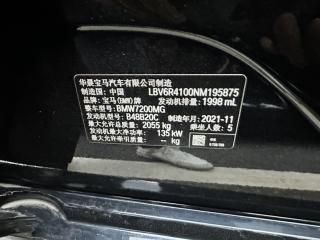 华晨宝马汽车有限公司制造
制造国：中国 LBV6R4100NM195875
品牌：宝马(BMW)牌 发动机排量：1998 mL
整车型号：BMW7200MG
发动机型号：B48B20C 制造年月：2021-11
最大允许总质量：2055 kg 乘坐人数：5
发动机最大净功率：135 kW
最大允许牵引质量：-- kg